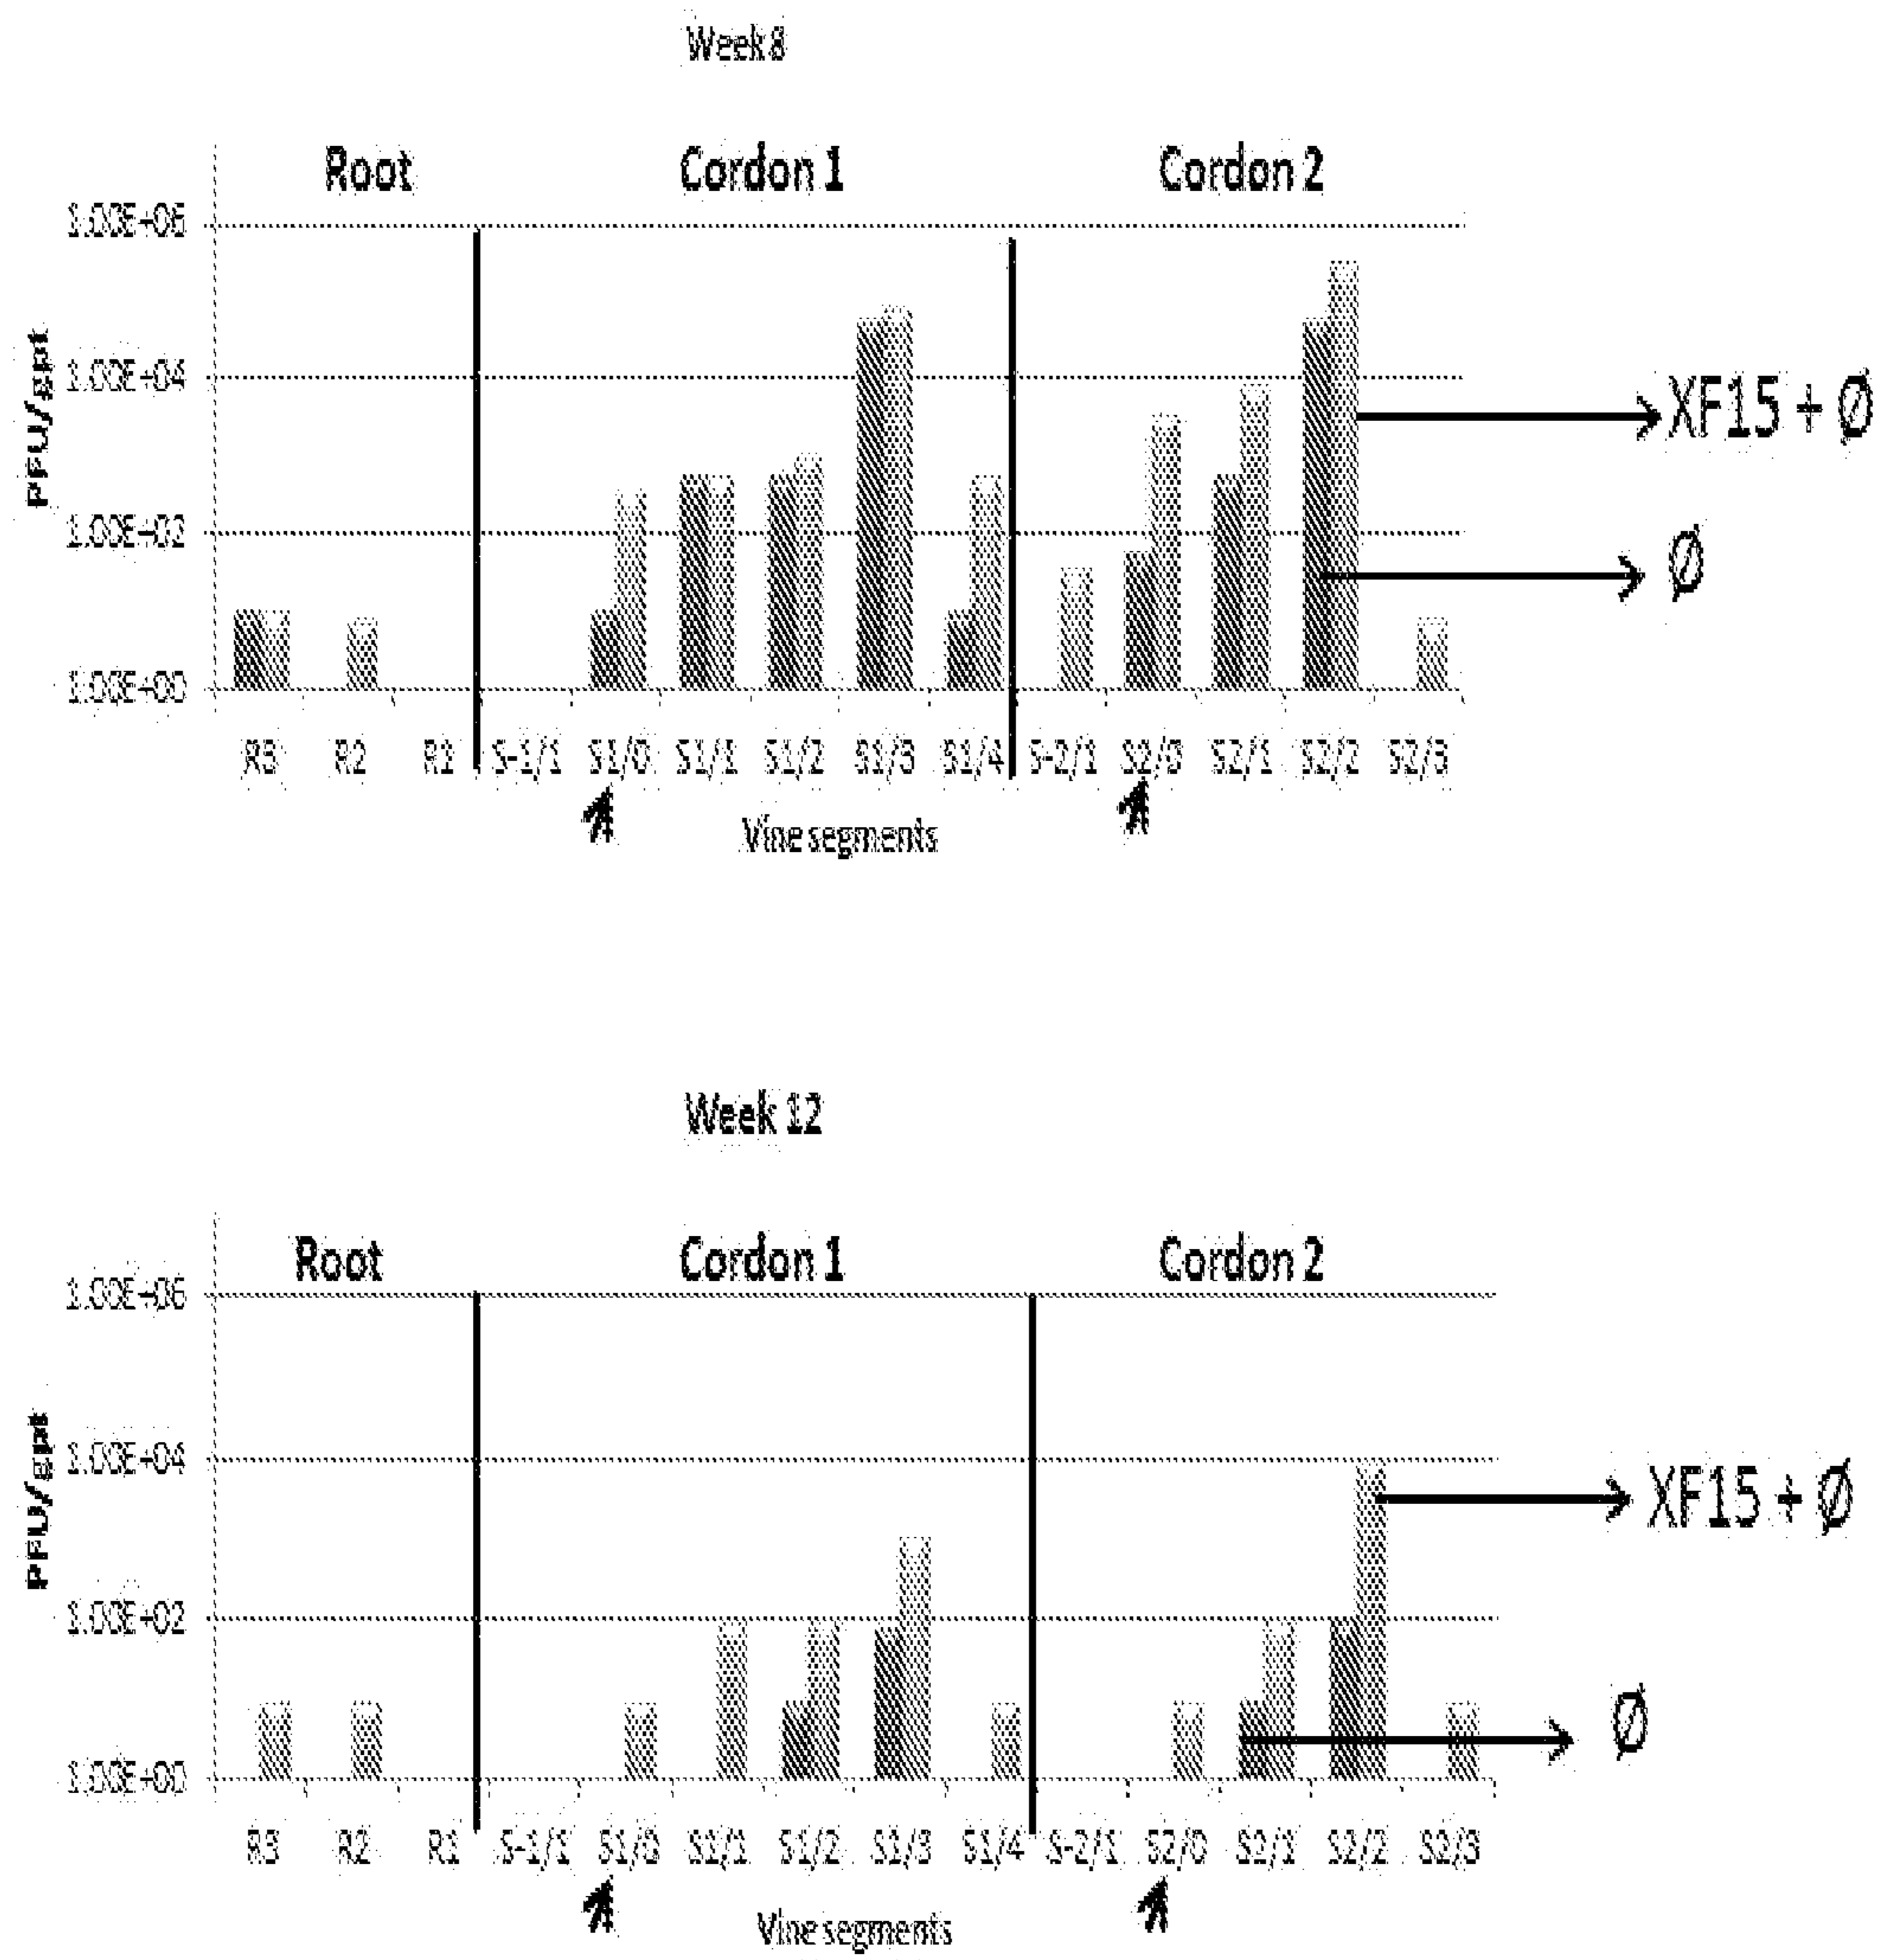 Week 8
Root Cordon 1 Cordon 2
1.00E+06
1.00E+04
1.00E+02
1.00E+00
PFU/gpt
XF15 + Ø
Ø
R3 R2 R1 S-1/1 S1/0 S1/1 S1/2 S1/3 S1/4 S-2/1 S2/0 S2/1 S2/2 S2/3
Vine segments
Week 12
Root Cordon 1 Cordon 2
1.00E+06
1.00E+04
1.00E+02
1.00E+00
PFU/gpt
XF15 + Ø
Ø
R3 R2 R1 S-1/1 S1/0 S1/1 S1/2 S1/3 S1/4 S-2/1 S2/0 S2/1 S2/2 S2/3
Vine segments